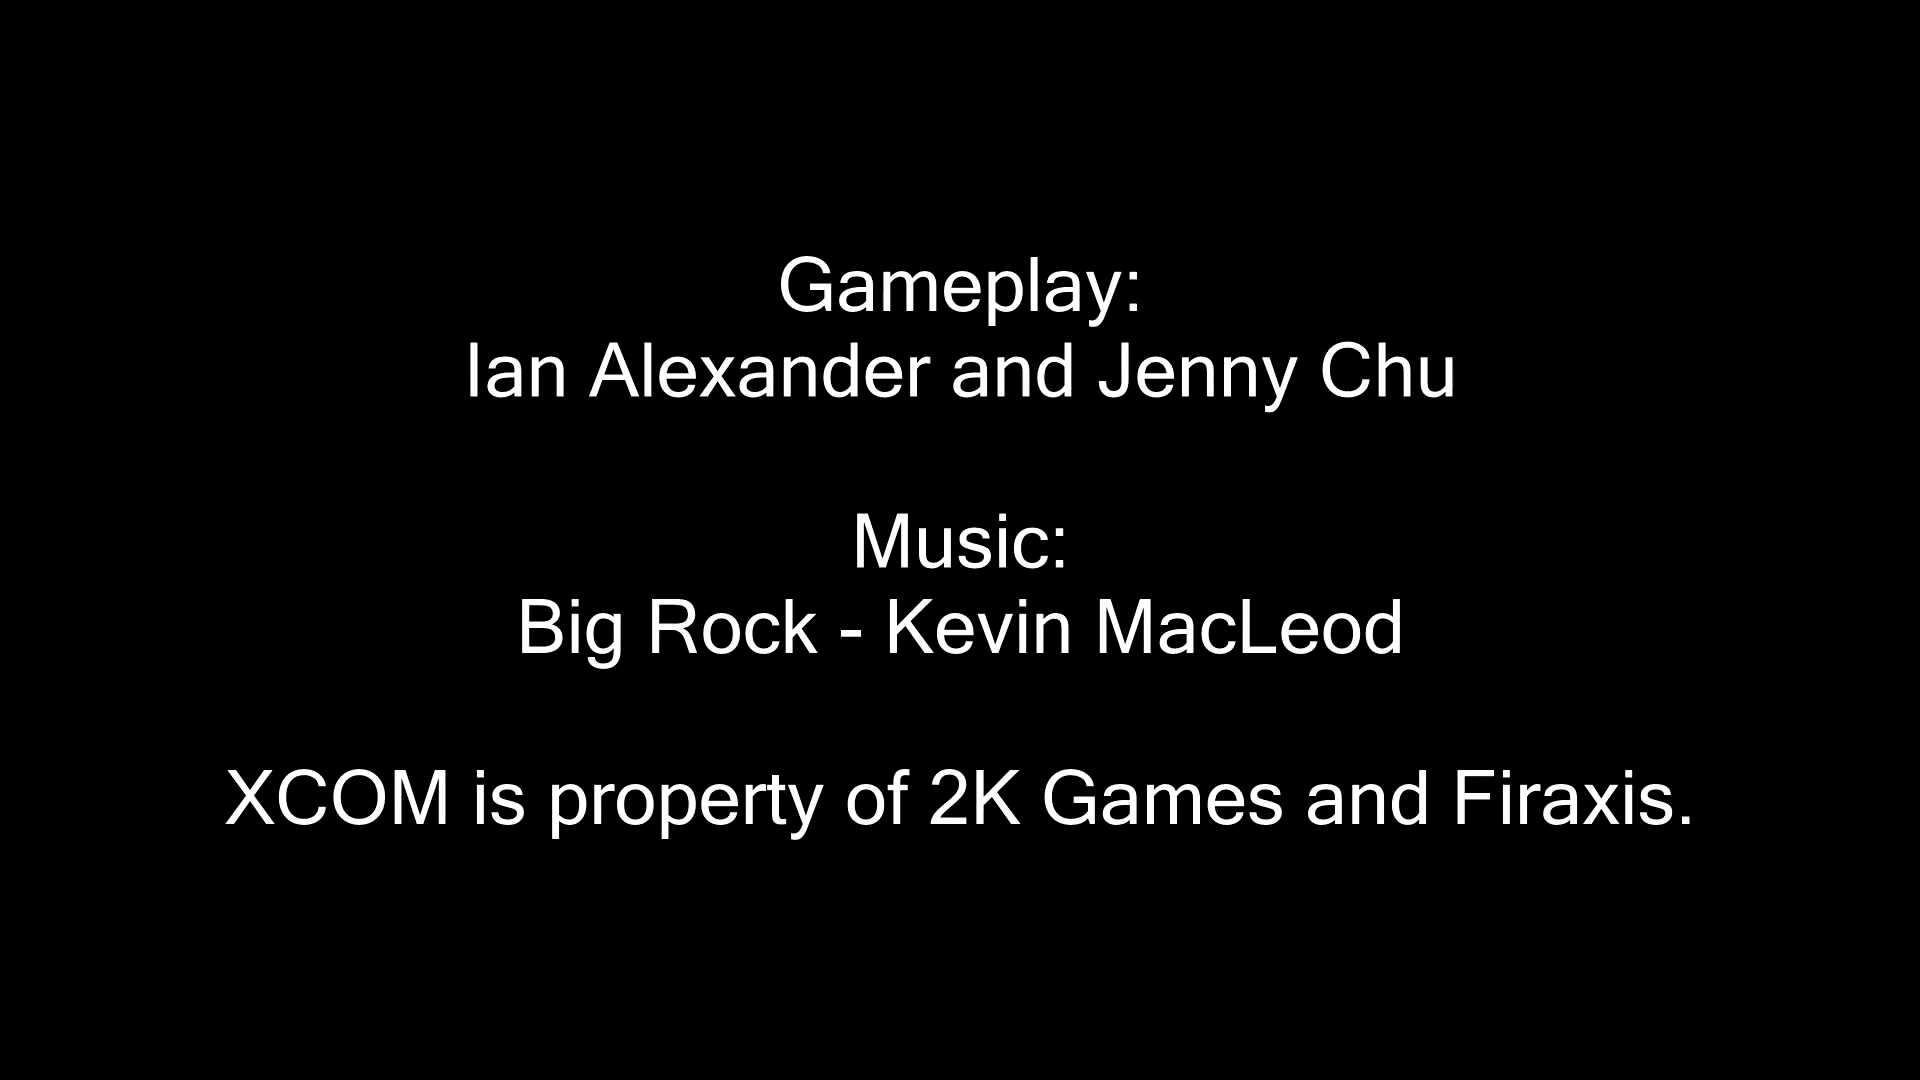 Gameplay:
Ian Alexander and Jenny Chu
Music:
Big Rock - Kevin MacLeod
XCOM is property of 2K Games and Firaxis.